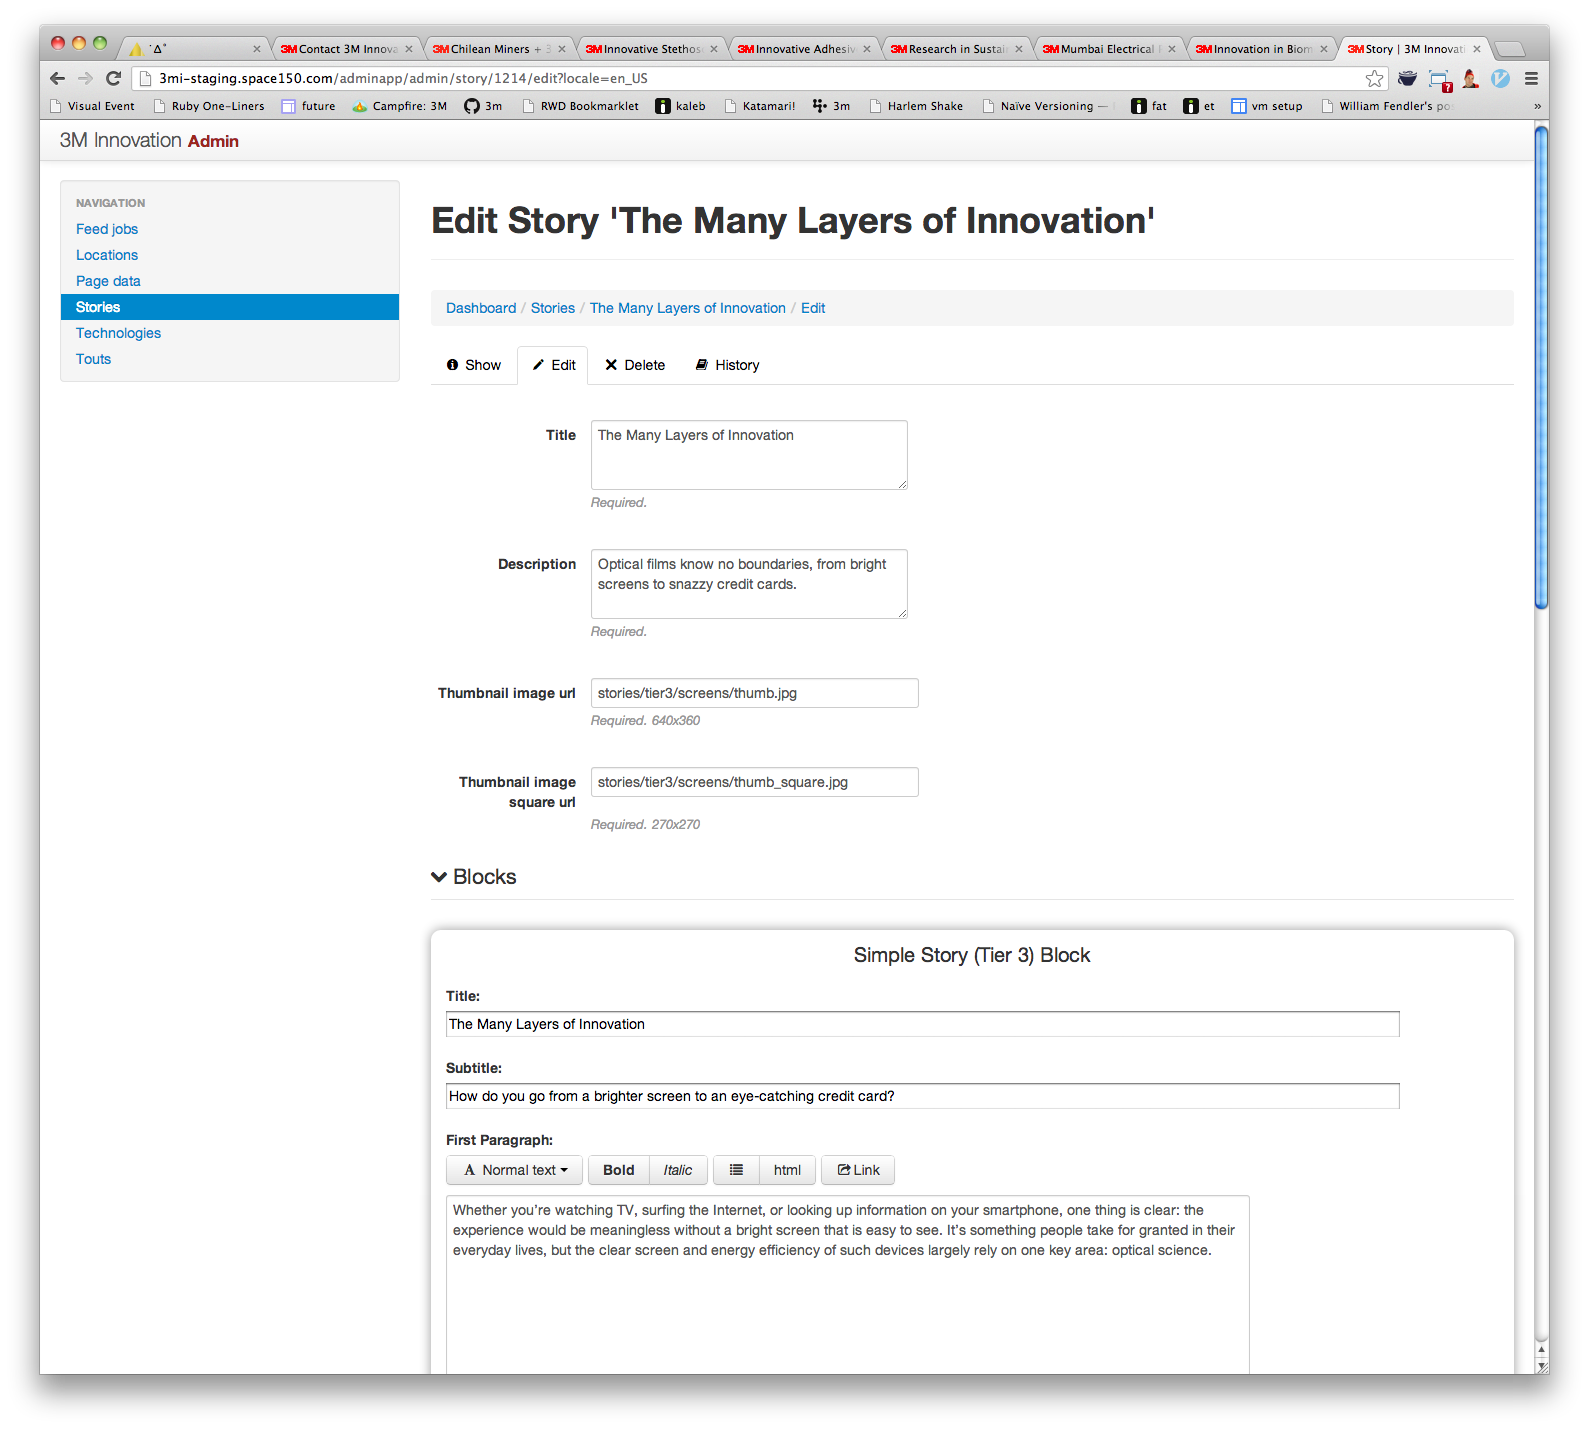 3M Contact 3M Innova
3M Chilean Miners + 3
3M Innovative Stethos
3M Innovative Adhesiv
3M Research in Sustai
3M Mumbai Electrical
3M Innovation in Biom
3M Story | 3M Innovati
3mi-staging.space150.com/adminapp/admin/story/1214/edit?locale=en_US
Visual Event Ruby One-Liners future Campfire: 3M 3m RWD Bookmarklet kaleb Katamari! 3m Harlem Shake Naïve Versioning — fat et vm setup William Fendler's po »
3M Innovation Admin
NAVIGATION
Feed jobs
Locations
Page data
Stories
Technologies
Touts
Edit Story 'The Many Layers of Innovation'
Dashboard / Stories / The Many Layers of Innovation / Edit
Show Edit Delete History
Title
The Many Layers of Innovation
Required.
Description
Optical films know no boundaries, from bright
screens to snazzy credit cards.
Required.
Thumbnail image url
stories/tier3/screens/thumb.jpg
Required. 640x360
Thumbnail image
square url
stories/tier3/screens/thumb_square.jpg
Required. 270x270
Blocks
Simple Story (Tier 3) Block
Title:
The Many Layers of Innovation
Subtitle:
How do you go from a brighter screen to an eye-catching credit card?
First Paragraph:
A Normal text Bold Italic html Link
Whether you’re watching TV, surfing the Internet, or looking up information on your smartphone, one thing is clear: the
experience would be meaningless without a bright screen that is easy to see. It’s something people take for granted in their
everyday lives, but the clear screen and energy efficiency of such devices largely rely on one key area: optical science.